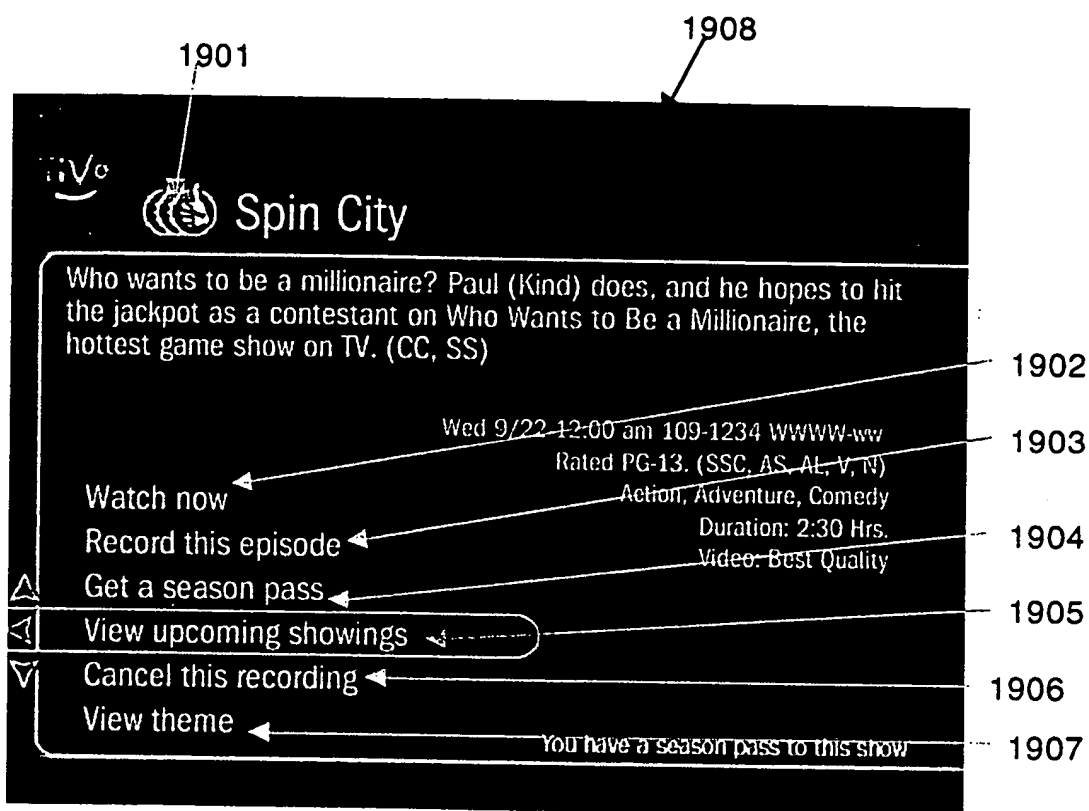 1908
1901
TiVo
Spin City
Who wants to be a millionaire? Paul (Kind) does, and he hopes to hit
the jackpot as a contestant on Who Wants to Be a Millionaire, the
hottest game show on TV. (CC, SS)
1902
Wed 9/22 12:00 am 109-1234 WWWW-ww
1903
Rated PG-13. (SSC, AS, AL, V, N)
Watch now
Action, Adventure, Comedy
Record this episode
Duration: 2:30 Hrs.
1904
Video: Best Quality
Get a season pass
1905
View upcoming showings
Cancel this recording
1906
View theme
You have a season pass to this show
1907